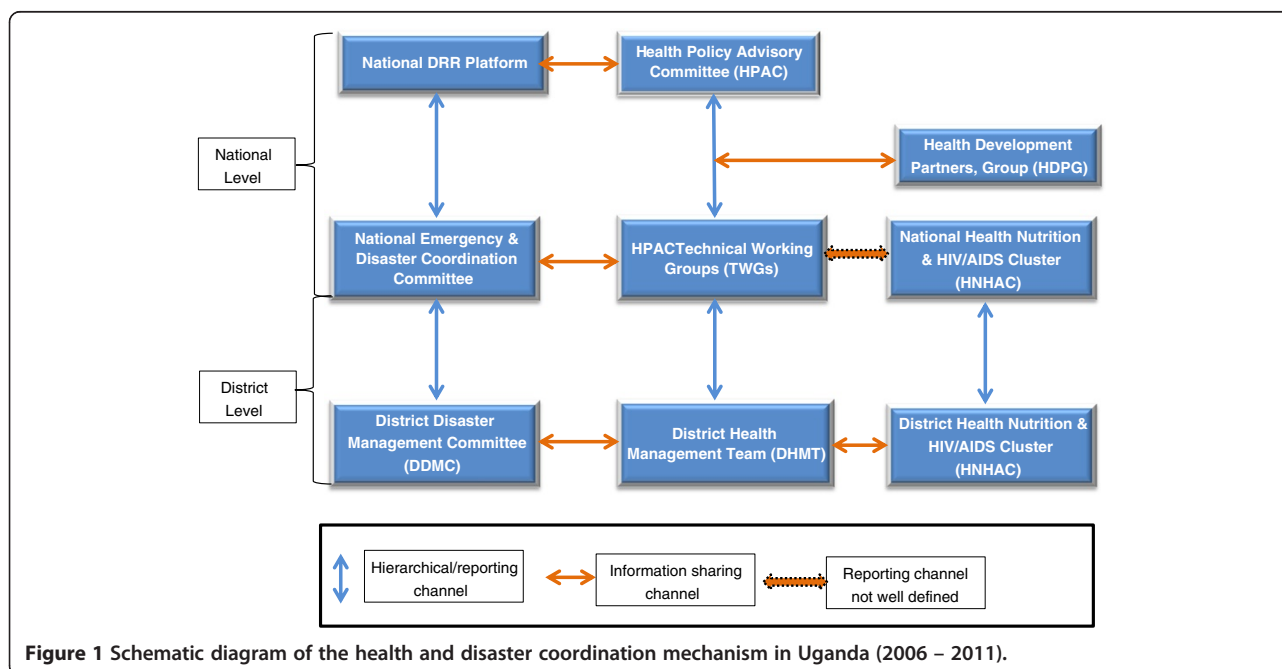 National DRR Platform
Health Policy Advisory
Committee (HPAC)
National
Level
Health Development
Partners, Group (HDPG)
National Emergency &
Disaster Coordination
Committee
HPACTechnical Working
Groups (TWGs)
National Health Nutrition
& HIV/AIDS Cluster
(HNHAC)
District
Level
District Disaster
Management Committee
(DDMC)
District Health
Management Team (DHMT)
District Health Nutrition &
HIV/AIDS Cluster
(HNHAC)
Hierarchical/reporting
channel
Information sharing
channel
Reporting channel
not well defined
Figure 1 Schematic diagram of the health and disaster coordination mechanism in Uganda (2006 – 2011).